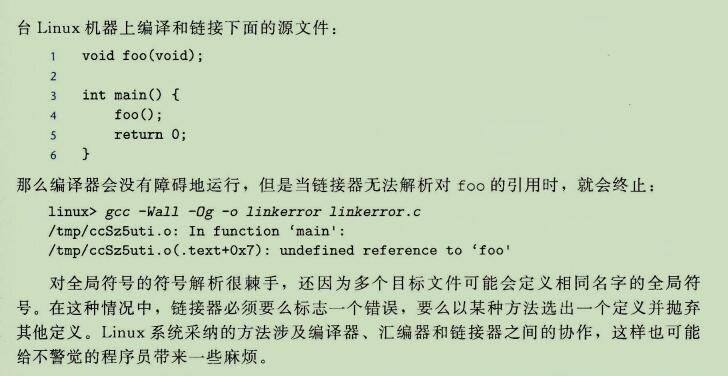 台 Linux 机器上编译和链接下面的源文件：
1 void foo(void);
2
3 int main() {
4 foo();
5 return 0;
6 }
那么编译器会没有障碍地运行，但是当链接器无法解析对 foo 的引用时，就会终止：
linux> gcc -Wall -Og -o linkerror linkerror.c
/tmp/ccSz5uti.o: In function ‘main':
/tmp/ccSz5uti.o(.text+0x7): undefined reference to ‘foo'
对全局符号的符号解析很棘手，还因为多个目标文件可能会定义相同名字的全局符
号。在这种情况中，链接器必须要么标志一个错误，要么以某种方法选出一个定义并抛弃
其他定义。Linux 系统采纳的方法涉及编译器、汇编器和链接器之间的协作，这样也可能
给不警觉的程序员带来一些麻烦。